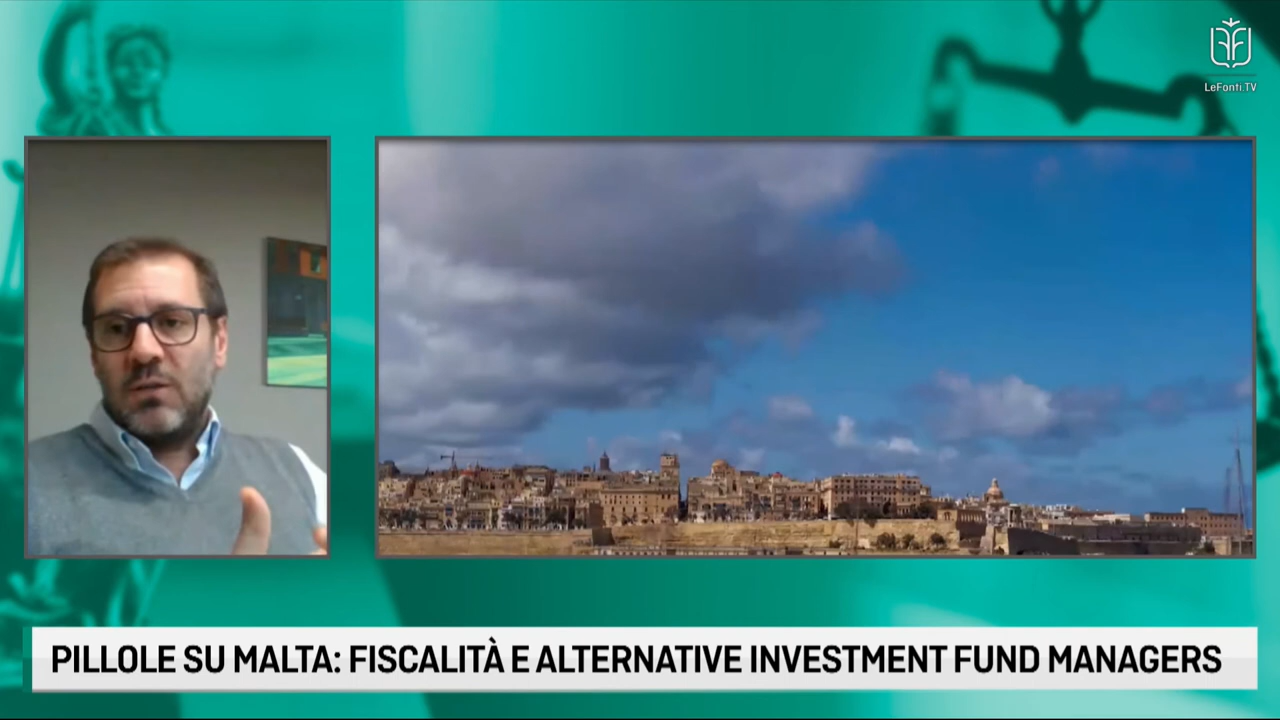 LeFonti.TV
PILLOLE SU MALTA: FISCALITÀ E ALTERNATIVE INVESTMENT FUND MANAGERS